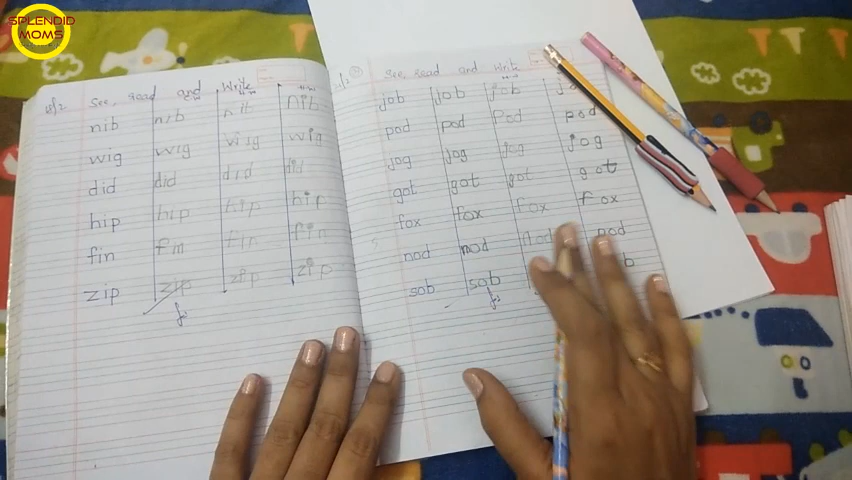 SPLENDID
MOMS
See, read and Write
nib nib nib nib
wig wig wig wig
did did did did
hip hip hip hip
fin fin fin fin
zip zip zip zip
See, Read and Write
job job job
pod pod pod pod
jog jog jog jog
got got got got
fox fox fox fox
nod nod nod
sob sob